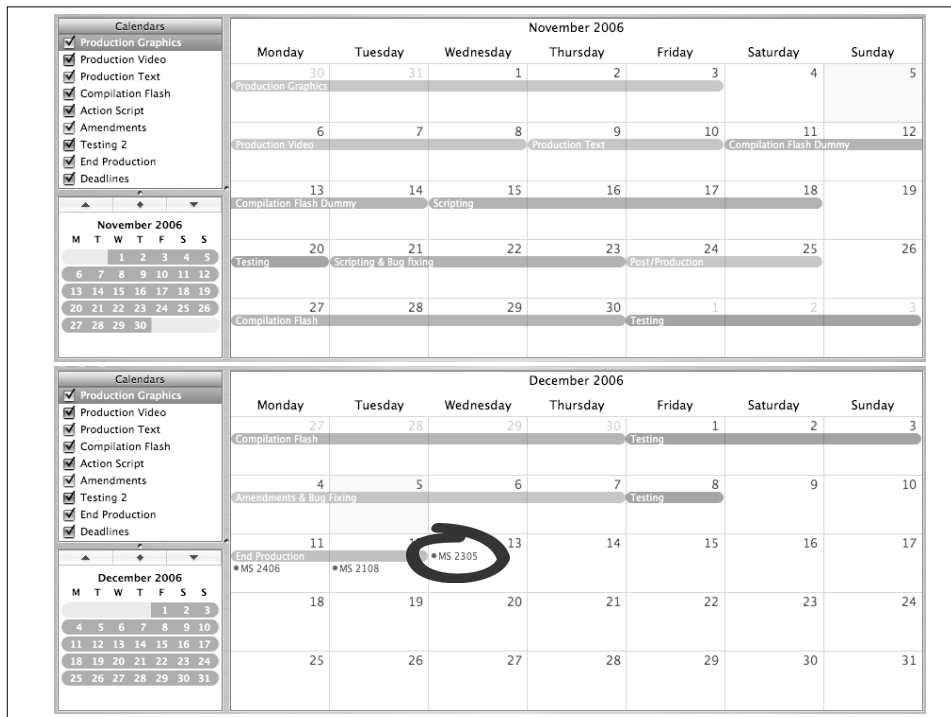 Calendars
Production Graphics
Production Video
Production Text
Compilation Flash
Action Script
Amendments
Testing 2
End Production
Deadlines
November 2006
M T W T F S S
1 2 3 4 5
6 7 8 9 10 11 12
13 14 15 16 17 18 19
20 21 22 23 24 25 26
27 28 29 30
November 2006
Monday Tuesday Wednesday Thursday Friday Saturday Sunday
30 31 1 2 3 4 5
Production Graphics
6 7 8 9 10 11 12
Production Video Production Text Compilation Flash Dummy
13 14 15 16 17 18 19
Compilation Flash Dummy Scripting
20 21 22 23 24 25 26
Testing Scripting & Bug fixing Post/Production
27 28 29 30 1 2 3
Compilation Flash Testing
Calendars
Production Graphics
Production Video
Production Text
Compilation Flash
Action Script
Amendments
Testing 2
End Production
Deadlines
December 2006
M T W T F S S
1 2 3
4 5 6 7 8 9 10
11 12 13 14 15 16 17
18 19 20 21 22 23 24
25 26 27 28 29 30 31
December 2006
Monday Tuesday Wednesday Thursday Friday Saturday Sunday
27 28 29 30 1 2 3
Compilation Flash Testing
4 5 6 7 8 9 10
Amendments & Bug Fixing Testing
11 13 14 15 16 17
End Production MS 2305
MS 2406 MS 2108
18 19 20 21 22 23 24
25 26 27 28 29 30 31